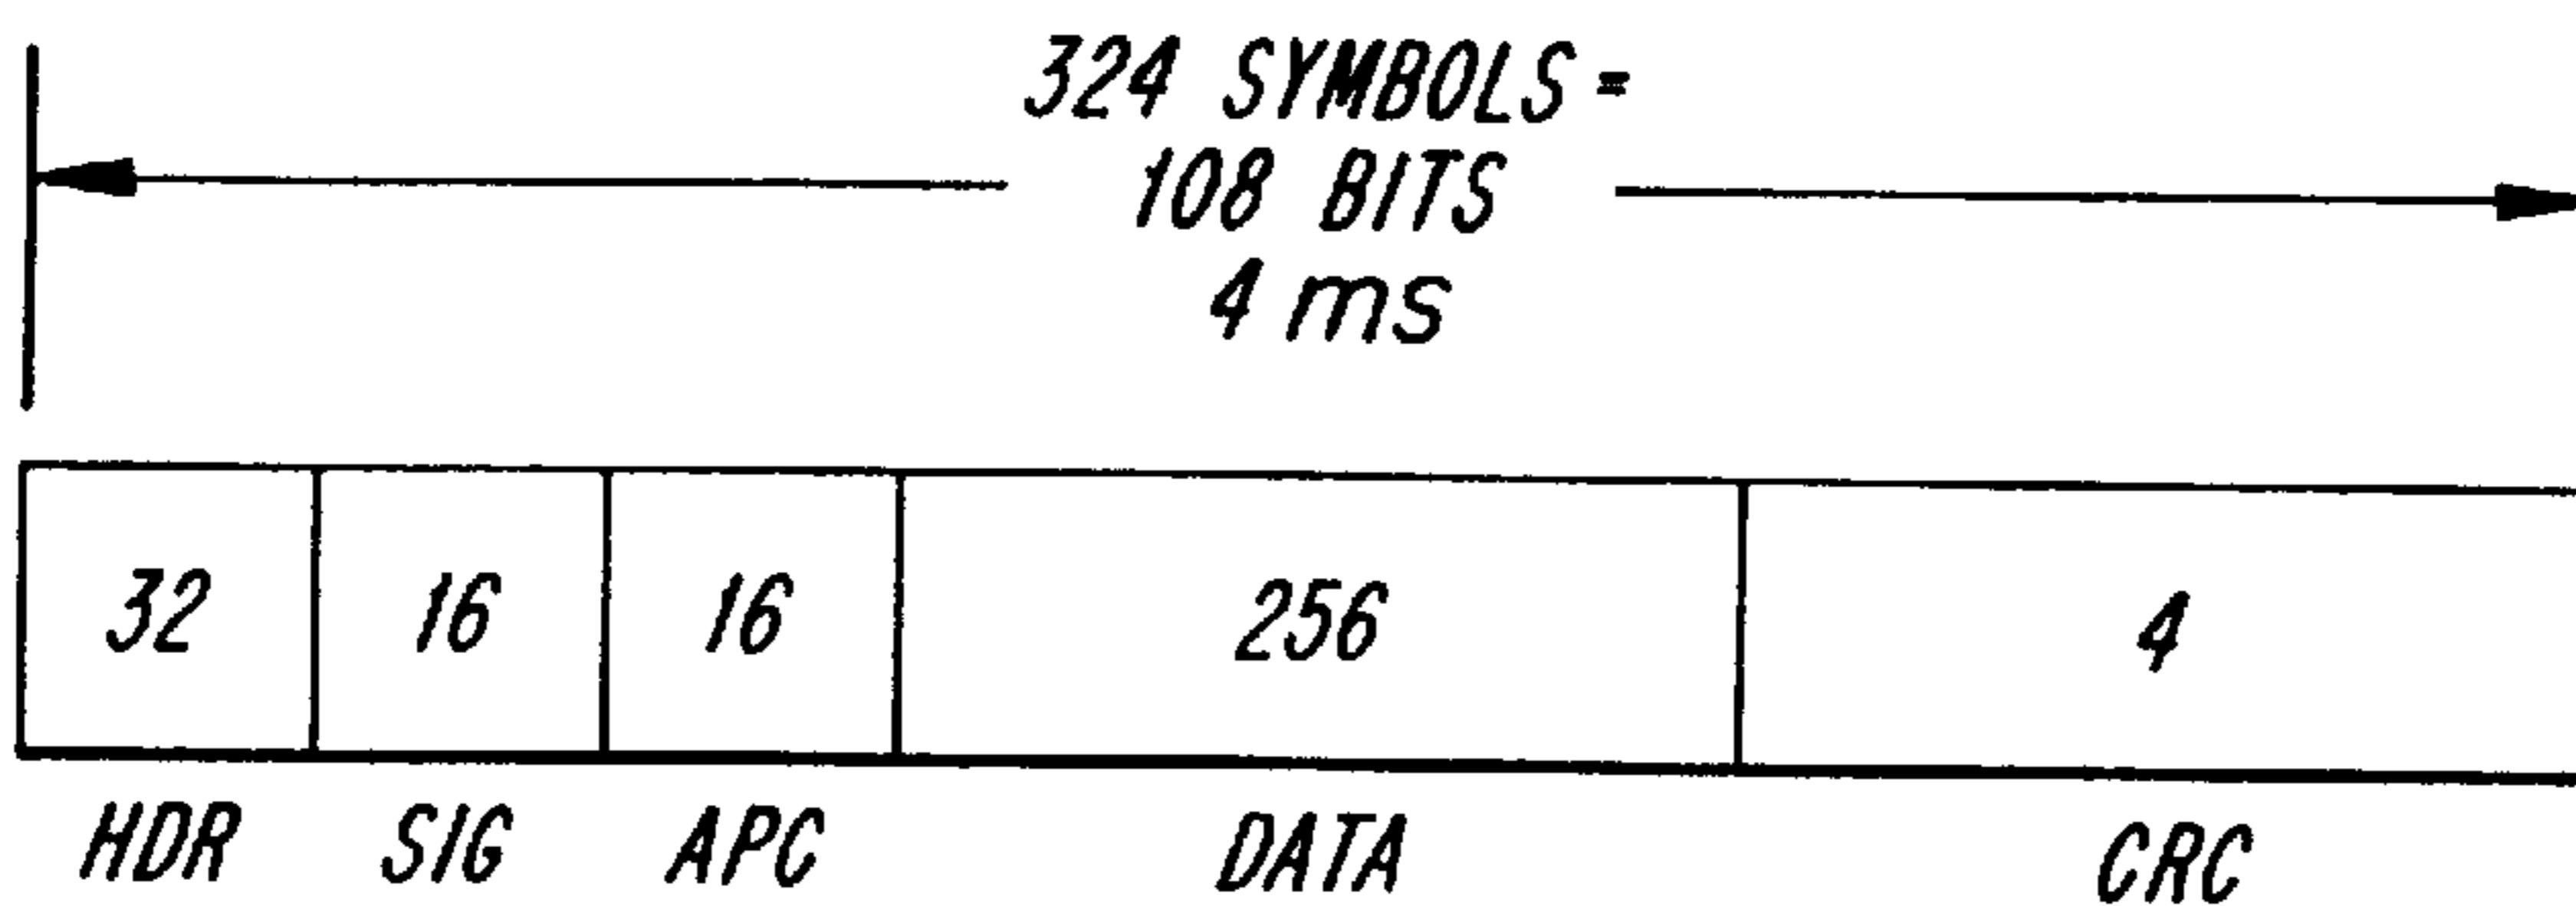 324 SYMBOLS =
108 BITS
4 ms
32 16 16 256 4
HDR SIG APC DATA CRC